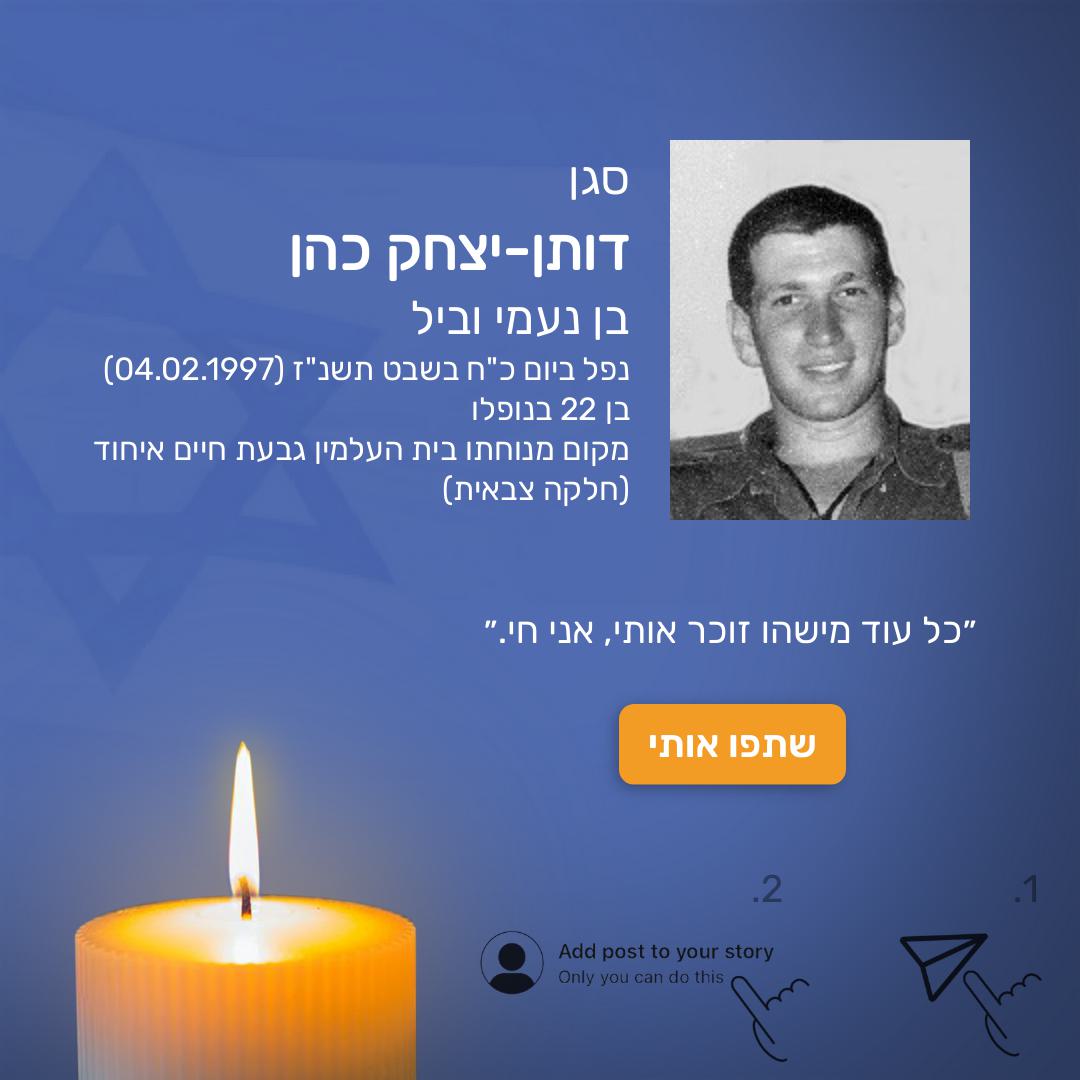 סגן
דותן-יצחק כהן
בן נעמי וביל
נפל ביום כ"ח בשבט תשנ"ז (04.02.1997)
בן 22 בנופלו
מקום מנוחתו בית העלמין גבעת חיים איחוד
(חלקה צבאית)
״כל עוד מישהו זוכר אותי, אני חי.״
שתפו אותי
1.
2.
Add post to your story
Only you can do this